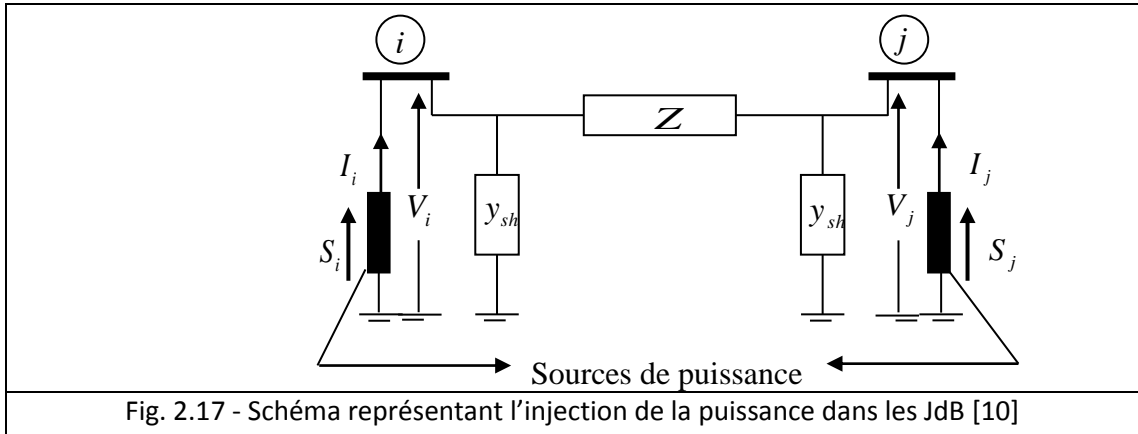 i j
Z
I_i V_i y_sh y_sh V_j I_j
S_i S_j
Sources de puissance
Fig. 2.17 - Schéma représentant l’injection de la puissance dans les JdB [10]